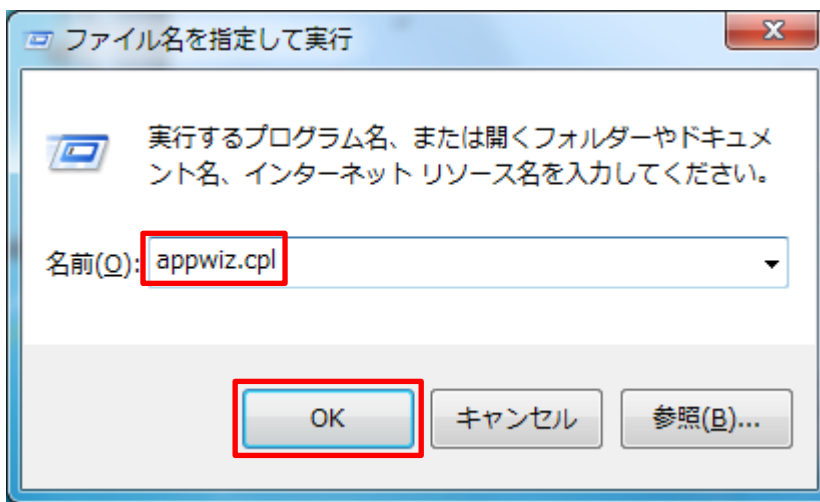 ファイル名を指定して実行
実行するプログラム名、または開くフォルダーやドキュメ
ント名、インターネット リソース名を入力してください。
名前(O): appwiz.cpl
OK キャンセル 参照(B)...